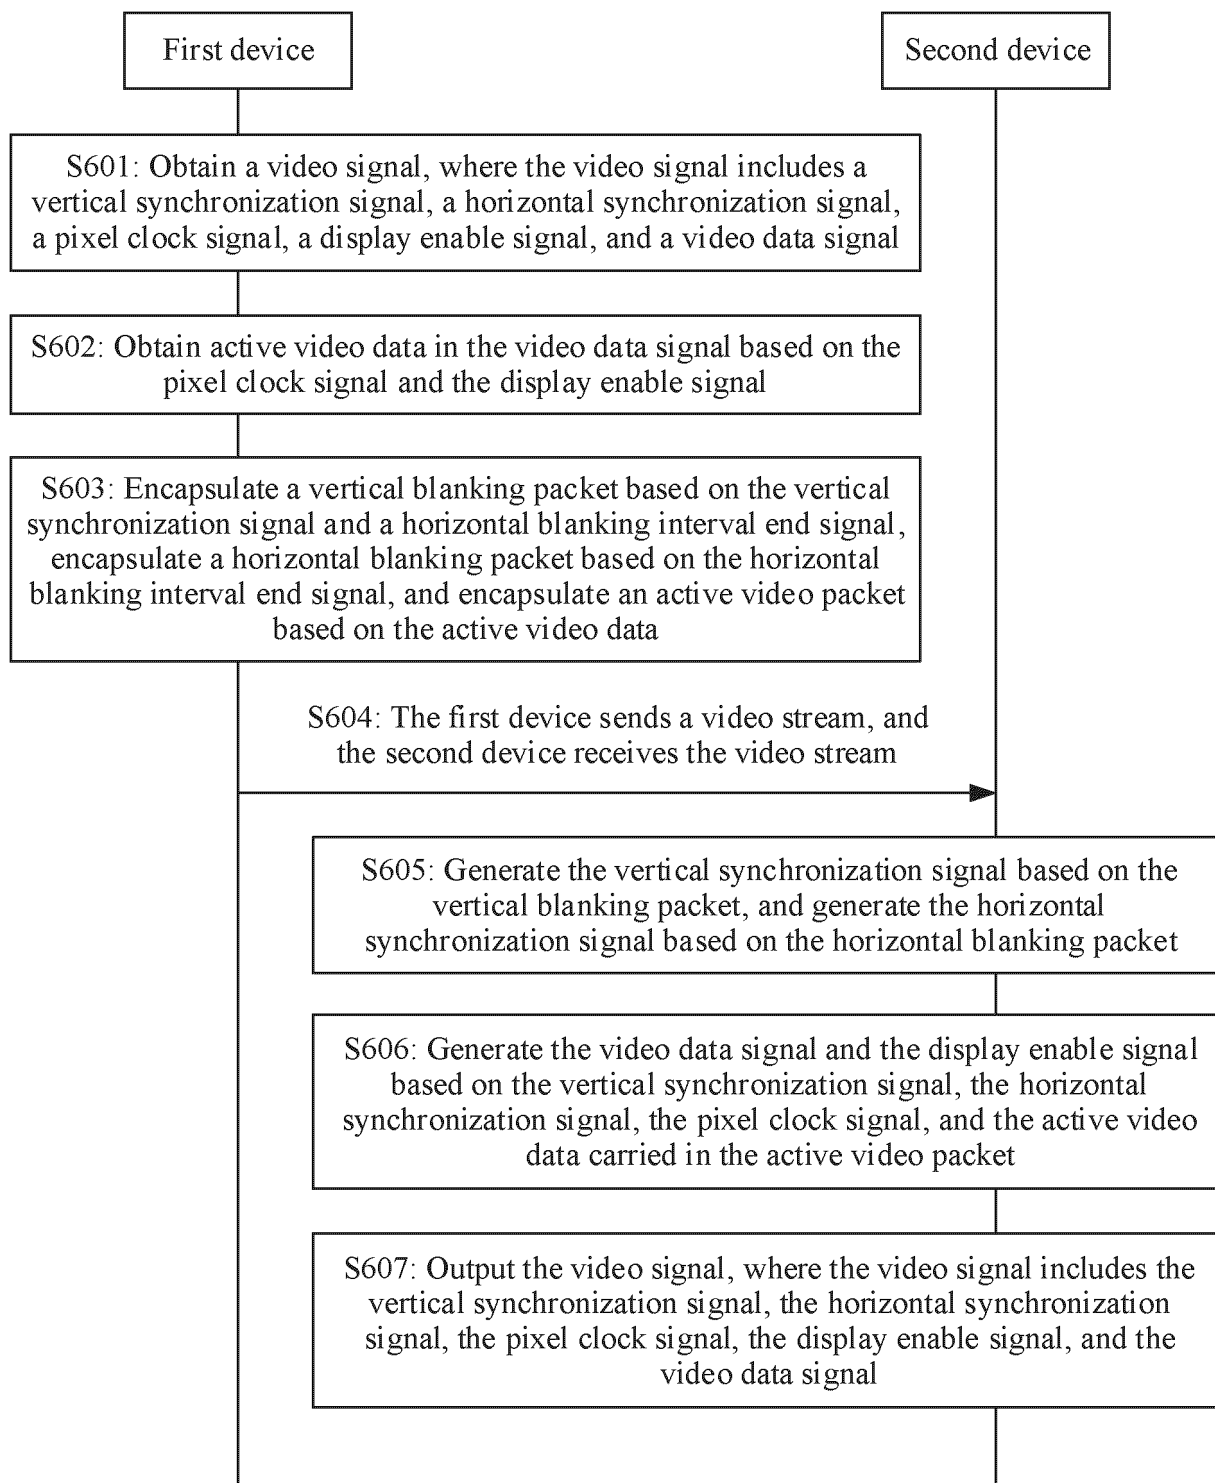 First device
Second device
S601: Obtain a video signal, where the video signal includes a
vertical synchronization signal, a horizontal synchronization signal,
a pixel clock signal, a display enable signal, and a video data signal
S602: Obtain active video data in the video data signal based on the
pixel clock signal and the display enable signal
S603: Encapsulate a vertical blanking packet based on the vertical
synchronization signal and a horizontal blanking interval end signal,
encapsulate a horizontal blanking packet based on the horizontal
blanking interval end signal, and encapsulate an active video packet
based on the active video data
S604: The first device sends a video stream, and
the second device receives the video stream
S605: Generate the vertical synchronization signal based on the
vertical blanking packet, and generate the horizontal
synchronization signal based on the horizontal blanking packet
S606: Generate the video data signal and the display enable signal
based on the vertical synchronization signal, the horizontal
synchronization signal, the pixel clock signal, and the active video
data carried in the active video packet
S607: Output the video signal, where the video signal includes the
vertical synchronization signal, the horizontal synchronization
signal, the pixel clock signal, the display enable signal, and the
video data signal